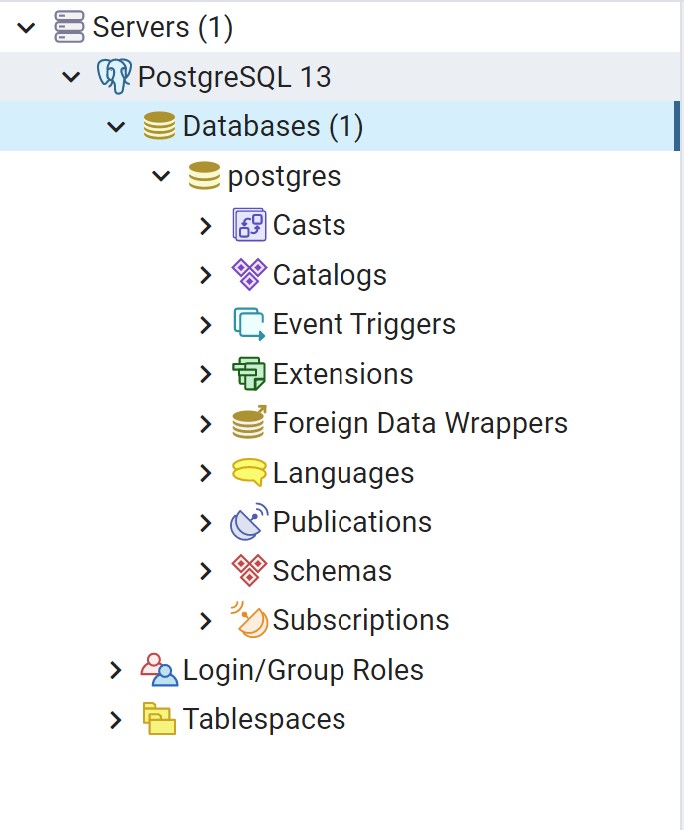 Servers (1)
PostgreSQL 13
Databases (1)
postgres
Casts
Catalogs
Event Triggers
Extensions
Foreign Data Wrappers
Languages
Publications
Schemas
Subscriptions
Login/Group Roles
Tablespaces